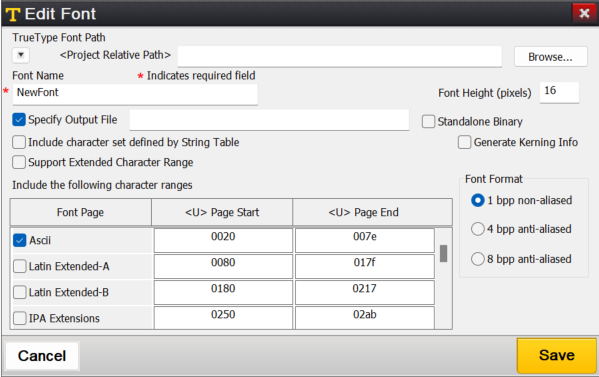 T Edit Font
TrueType Font Path
<Project Relative Path>
Browse...
Font Name * Indicates required field
* NewFont
Font Height (pixels) 16
Specify Output File
Standalone Binary
Include character set defined by String Table
Generate Kerning Info
Support Extended Character Range
Include the following character ranges
Font Format
Font Page <U> Page Start <U> Page End
1 bpp non-aliased
Ascii 0020 007e
4 bpp anti-aliased
Latin Extended-A 0080 017f
8 bpp anti-aliased
Latin Extended-B 0180 0217
IPA Extensions 0250 02ab
Cancel
Save